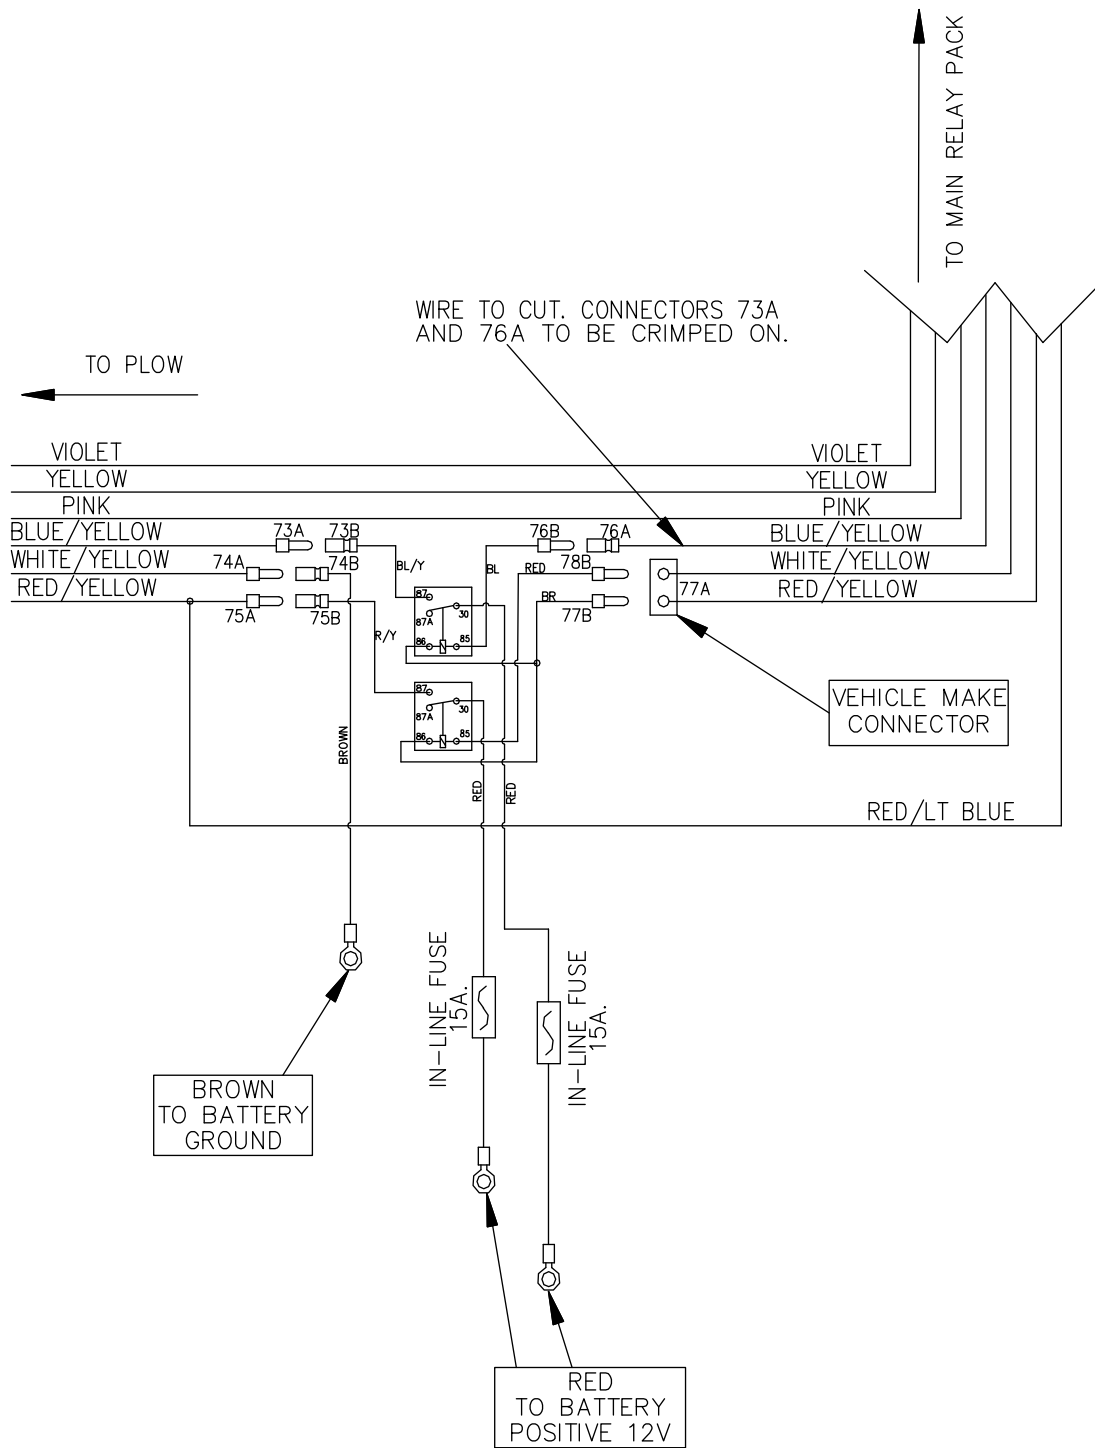 TO MAIN RELAY PACK
WIRE TO CUT. CONNECTORS 73A
AND 76A TO BE CRIMPED ON.
TO PLOW
VIOLET
VIOLET
YELLOW
YELLOW
PINK
PINK
BLUE/YELLOW
73A
73B
76B
76A
BLUE/YELLOW
WHITE/YELLOW
74A
74B
BL/Y
BL
RED
78B
WHITE/YELLOW
RED/YELLOW
75A
75B
R/Y
BR
77B
77A
RED/YELLOW
87
87A
30
86
85
87
87A
30
86
85
VEHICLE MAKE
CONNECTOR
BROWN
RED
RED
RED/LT BLUE
IN-LINE FUSE
15A.
IN-LINE FUSE
15A.
BROWN
TO BATTERY
GROUND
RED
TO BATTERY
POSITIVE 12V